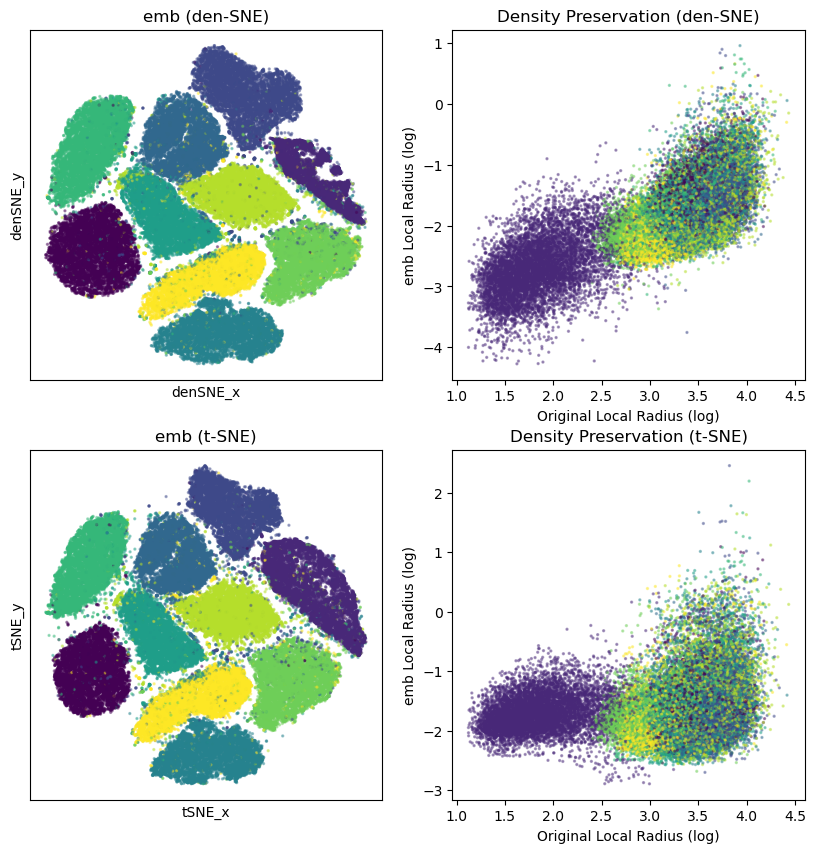 emb (den-SNE)
denSNE_y
denSNE_x
Density Preservation (den-SNE)
emb Local Radius (log)
1
0
−1
−2
−3
−4
1.0 1.5 2.0 2.5 3.0 3.5 4.0 4.5
Original Local Radius (log)
emb (t-SNE)
tSNE_y
tSNE_x
Density Preservation (t-SNE)
emb Local Radius (log)
2
1
0
−1
−2
−3
1.0 1.5 2.0 2.5 3.0 3.5 4.0 4.5
Original Local Radius (log)